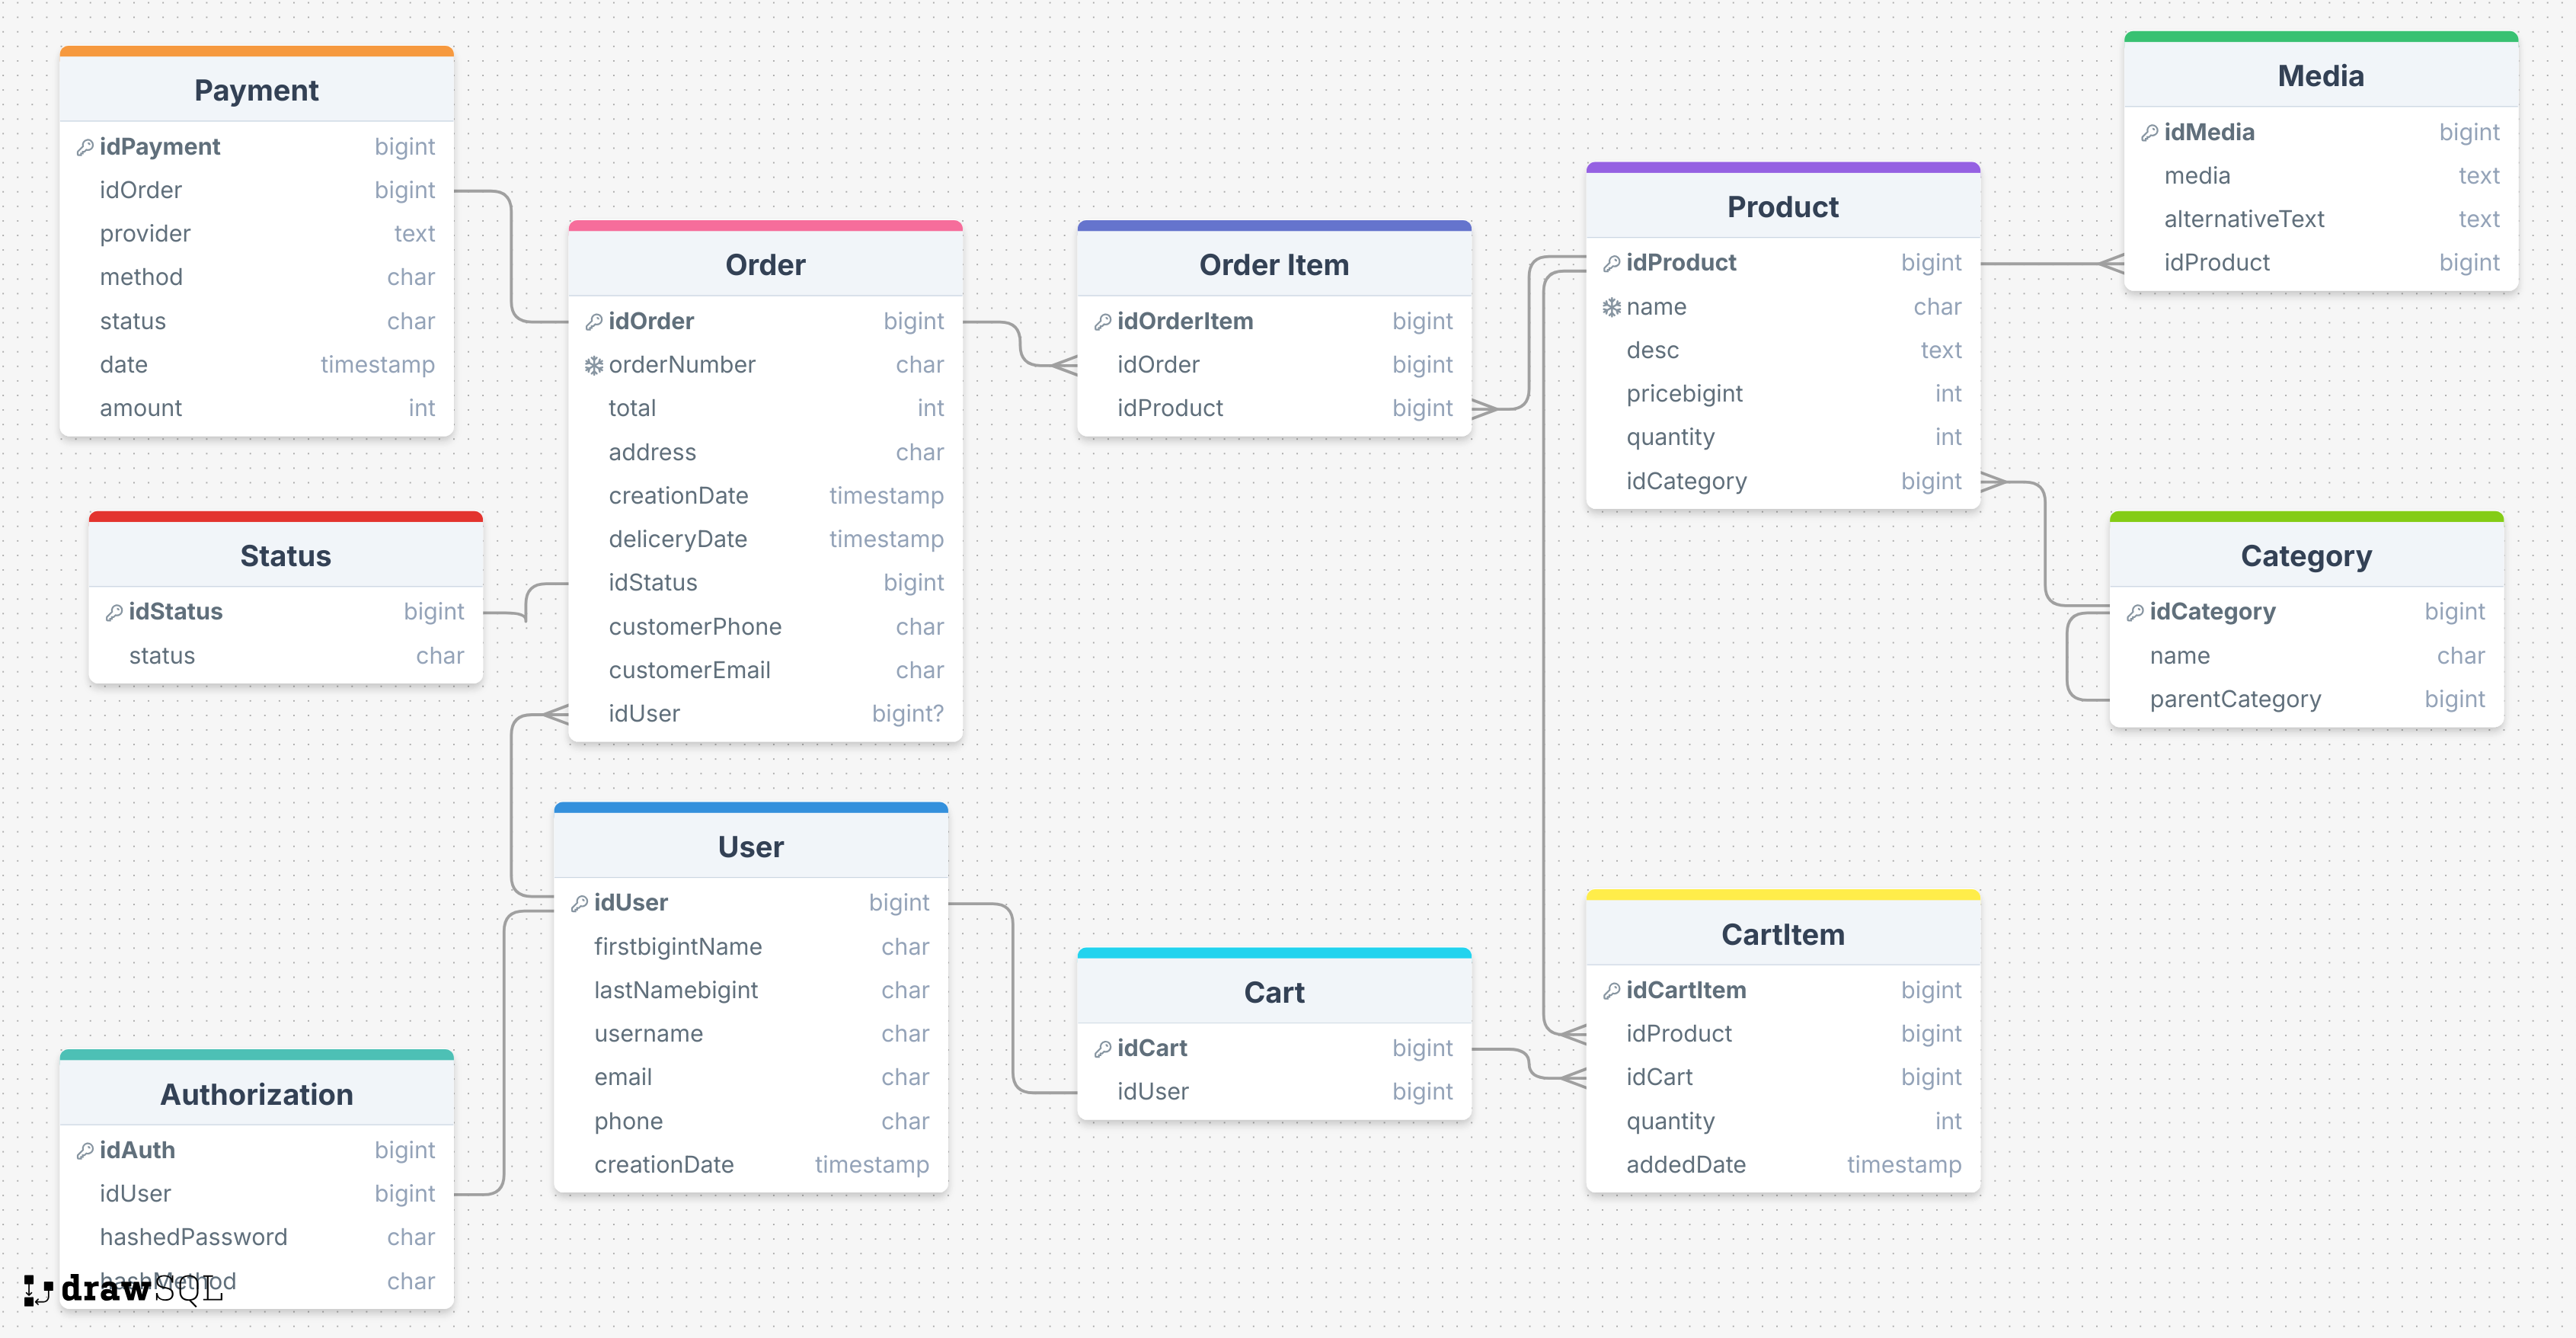 Payment
idPayment bigint
idOrder bigint
provider text
method char
status char
date timestamp
amount int
Status
idStatus bigint
status char
Order
idOrder bigint
orderNumber char
total int
address char
creationDate timestamp
deliceryDate timestamp
idStatus bigint
customerPhone char
customerEmail char
idUser bigint?
Order Item
idOrderItem bigint
idOrder bigint
idProduct bigint
Product
idProduct bigint
name char
desc text
pricebigint int
quantity int
idCategory bigint
Media
idMedia bigint
media text
alternativeText text
idProduct bigint
Category
idCategory bigint
name char
parentCategory bigint
User
idUser bigint
firstbigintName char
lastNamebigint char
username char
email char
phone char
creationDate timestamp
Authorization
idAuth bigint
idUser bigint
hashedPassword char
hashMethod char
drawSQL
Cart
idCart bigint
idUser bigint
CartItem
idCartItem bigint
idProduct bigint
idCart bigint
quantity int
addedDate timestamp